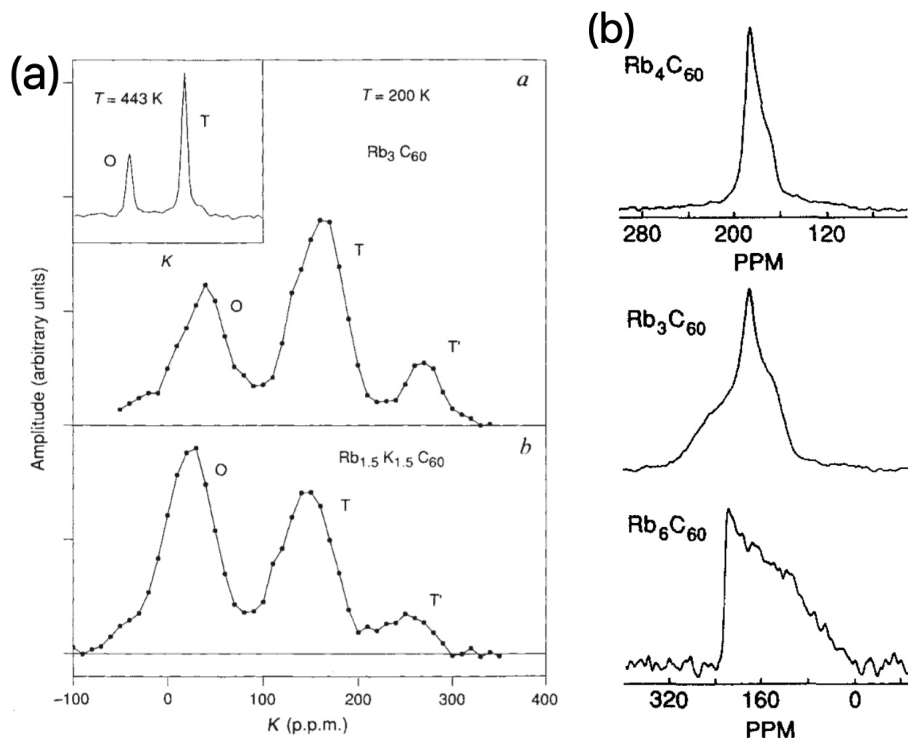 (a)
a
T = 443 K
T
O
K
T = 200 K
Rb3 C60
O
T
T'
b
Rb1.5 K1.5 C60
O
T
T'
Amplitude (arbitrary units)
–100 0 100 200 300 400
K (p.p.m.)
(b)
Rb4C60
280 200 120
PPM
Rb3C60
Rb6C60
320 160 0
PPM